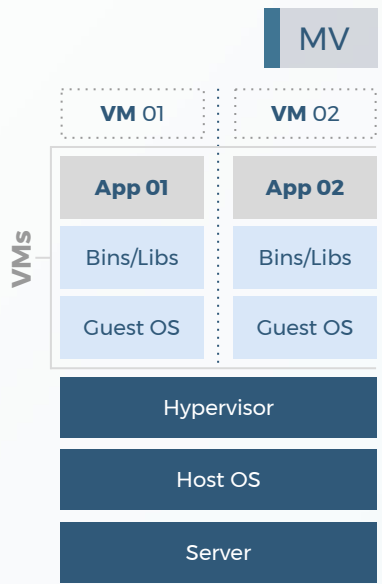 MV
VM 01 VM 02
App 01 App 02
VMs
Bins/Libs Bins/Libs
Guest OS Guest OS
Hypervisor
Host OS
Server